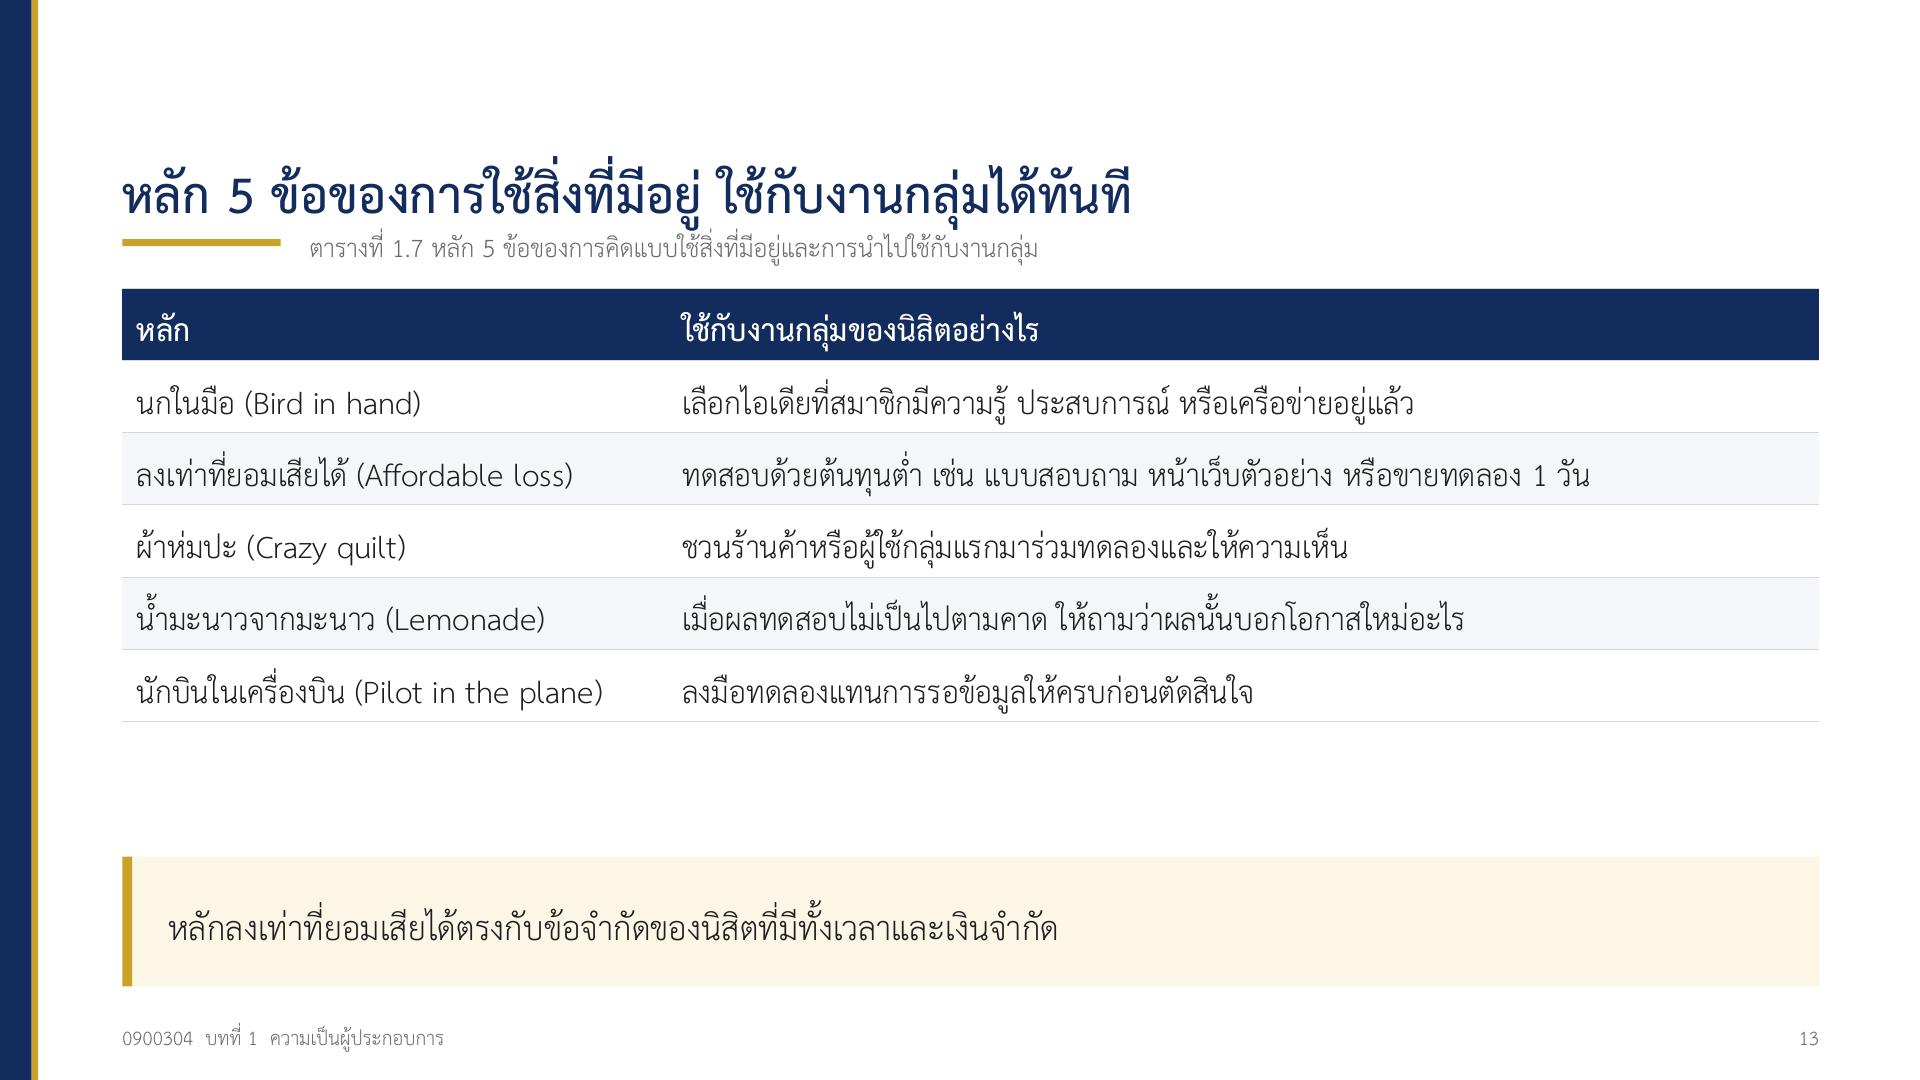 หลัก 5 ข้อของการใช้สิ่งที่มีอยู่ ใช้กับงานกลุ่มได้ทันที
ตารางที่ 1.7 หลัก 5 ข้อของการคิดแบบใช้สิ่งที่มีอยู่และการนำไปใช้กับงานกลุ่ม
หลัก ใช้กับงานกลุ่มของนิสิตอย่างไร
นกในมือ (Bird in hand) เลือกไอเดียที่สมาชิกมีความรู้ ประสบการณ์ หรือเครือข่ายอยู่แล้ว
ลงเท่าที่ยอมเสียได้ (Affordable loss) ทดสอบด้วยต้นทุนต่ำ เช่น แบบสอบถาม หน้าเว็บตัวอย่าง หรือขายทดลอง 1 วัน
ผ้าห่มปะ (Crazy quilt) ชวนร้านค้าหรือผู้ใช้กลุ่มแรกมาร่วมทดลองและให้ความเห็น
น้ำมะนาวจากมะนาว (Lemonade) เมื่อผลทดสอบไม่เป็นไปตามคาด ให้ถามว่าผลนั้นบอกโอกาสใหม่อะไร
นักบินในเครื่องบิน (Pilot in the plane) ลงมือทดลองแทนการรอข้อมูลให้ครบก่อนตัดสินใจ
หลักลงเท่าที่ยอมเสียได้ตรงกับข้อจำกัดของนิสิตที่มีทั้งเวลาและเงินจำกัด
0900304 บทที่ 1 ความเป็นผู้ประกอบการ 13